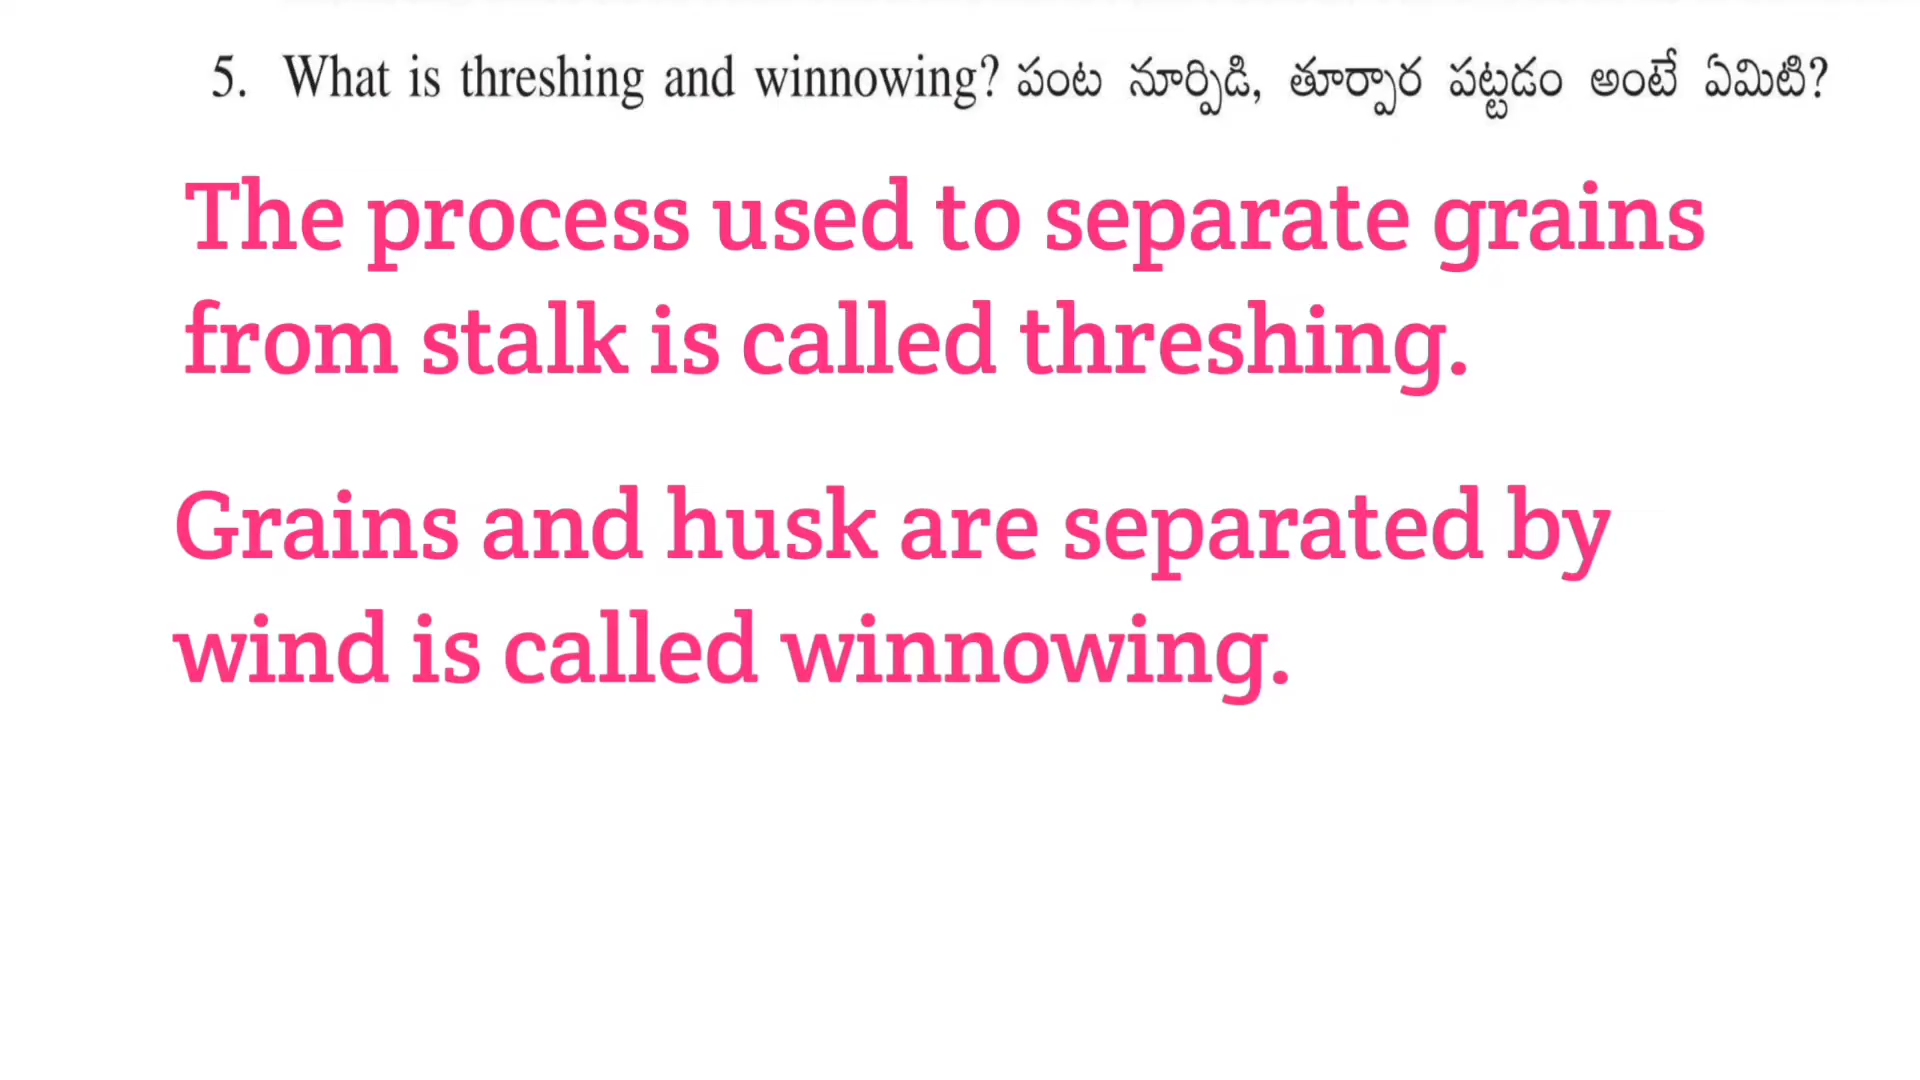 5. What is threshing and winnowing? పంట నూర్పిడి, తూర్పార పట్టడం అంటే ఏమిటి?
The process used to separate grains
from stalk is called threshing.
Grains and husk are separated by
wind is called winnowing.